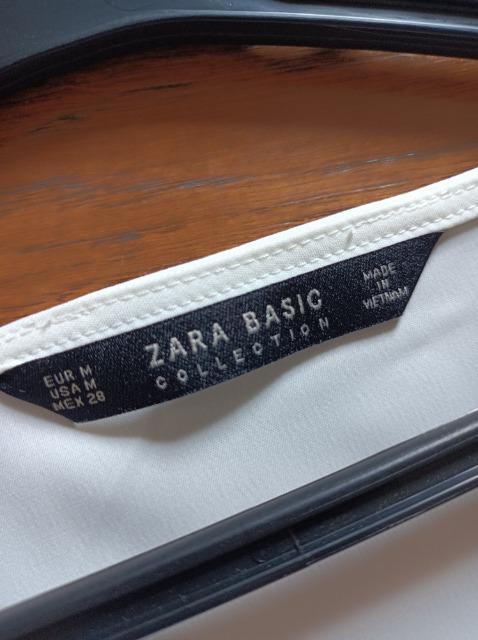 EUR M
USA M
MEX 28
ZARA BASIC
COLLECTION
MADE
IN
VIETNAM